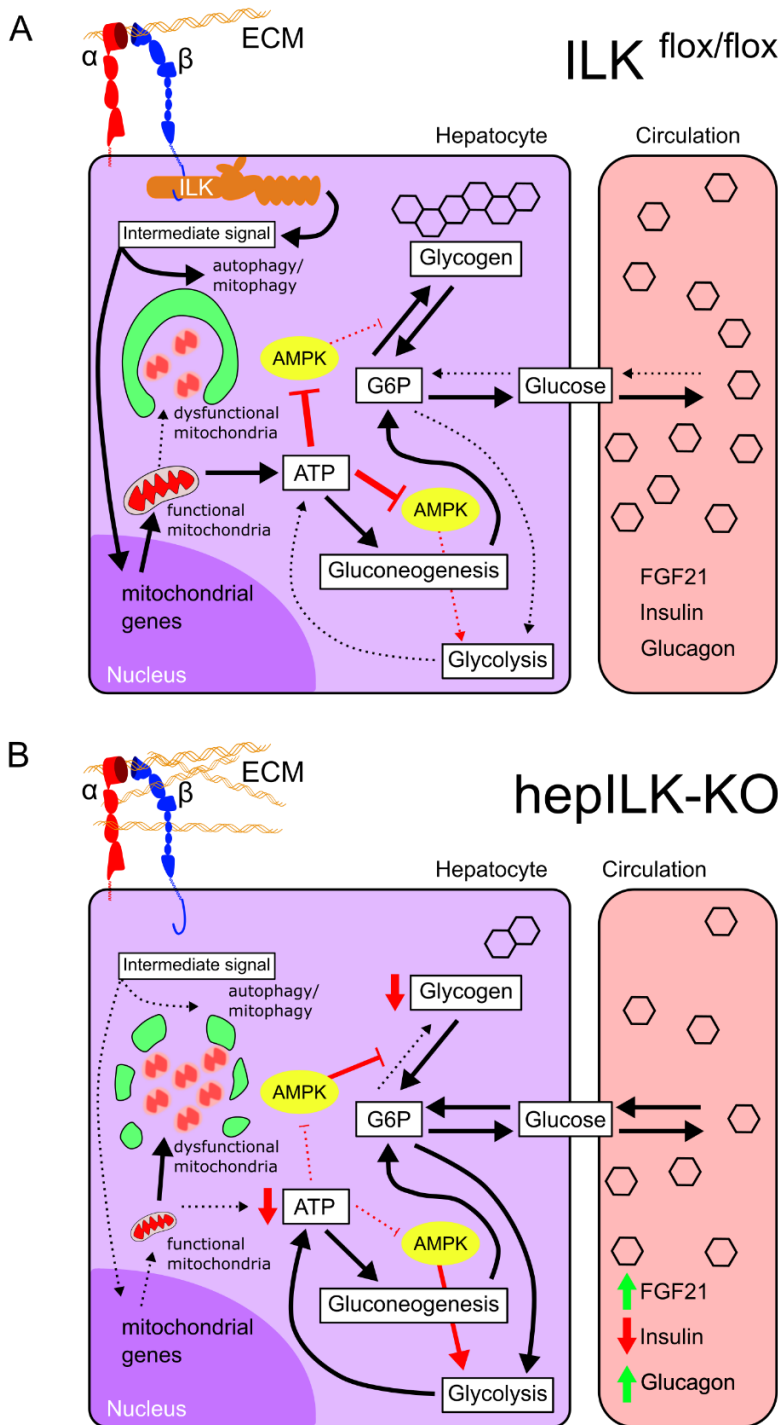 A
ECM
ILK flox/flox
α
β
Hepatocyte
Circulation
ILK
Intermediate signal
autophagy/
mitophagy
Glycogen
AMPK
G6P
Glucose
dysfunctional
mitochondria
ATP
functional
mitochondria
AMPK
Gluconeogenesis
mitochondrial
genes
Glycolysis
Nucleus
FGF21
Insulin
Glucagon
B
ECM
hepILK-KO
α
β
Hepatocyte
Circulation
Intermediate signal
autophagy/
mitophagy
Glycogen
AMPK
G6P
Glucose
dysfunctional
mitochondria
ATP
functional
mitochondria
AMPK
Gluconeogenesis
mitochondrial
genes
Glycolysis
Nucleus
FGF21
Insulin
Glucagon